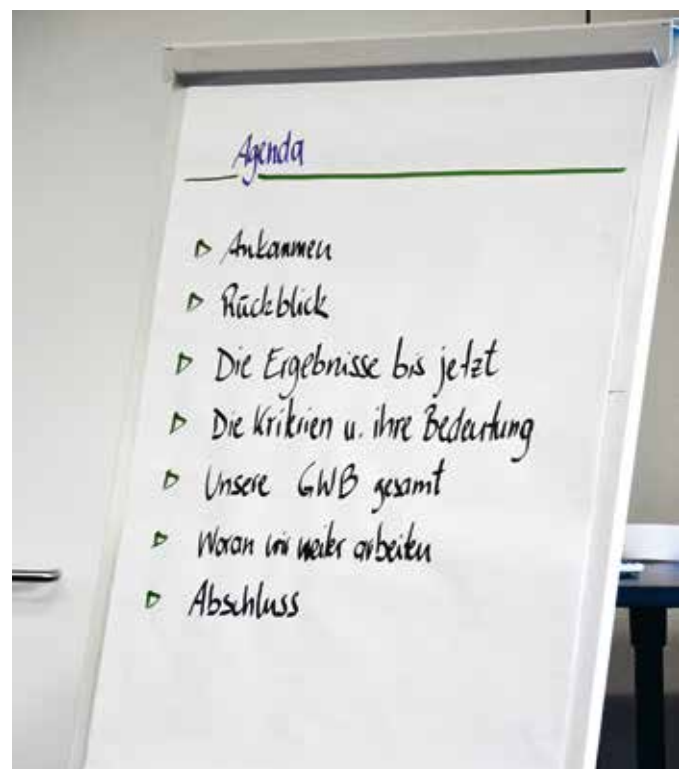 Agenda
Ankommen
Rückblick
Die Ergebnisse bis jetzt
Die Kriterien u. ihre Bedeutung
Unsere GWB gesamt
Woran wir weiter arbeiten
Abschluss